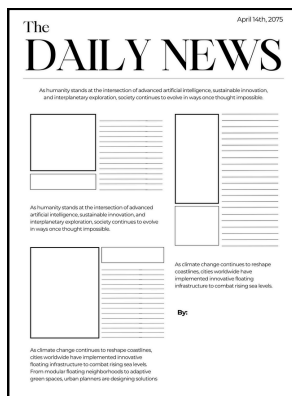 April 14th, 2075
The
DAILY NEWS
As humanity stands at the intersection of advanced artificial intelligence, sustainable innovation,
and interplanetary exploration, society continues to evolve in ways once thought impossible.
As humanity stands at the intersection of advanced
artificial intelligence, sustainable innovation, and
interplanetary exploration, society continues to evolve
in ways once thought impossible.
As climate change continues to reshape
coastlines, cities worldwide have
implemented innovative floating
infrastructure to combat rising sea levels.
By:
As climate change continues to reshape coastlines,
cities worldwide have implemented innovative
floating infrastructure to combat rising sea levels.
From modular floating neighborhoods to adaptive
green spaces, urban planners are designing solutions